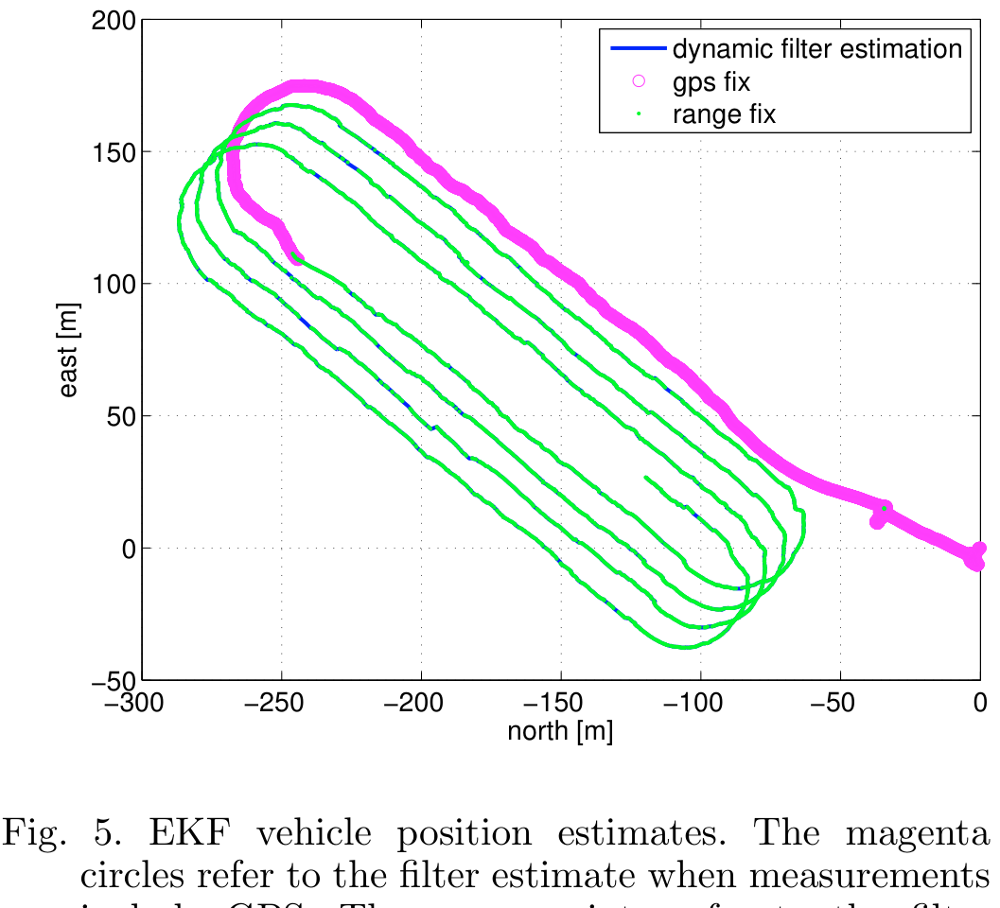 200
150
100
50
0
−50
−300
−250
−200
−150
−100
−50
0
east [m]
north [m]
dynamic filter estimation
gps fix
range fix
Fig. 5. EKF vehicle position estimates. The magenta
circles refer to the filter estimate when measurements